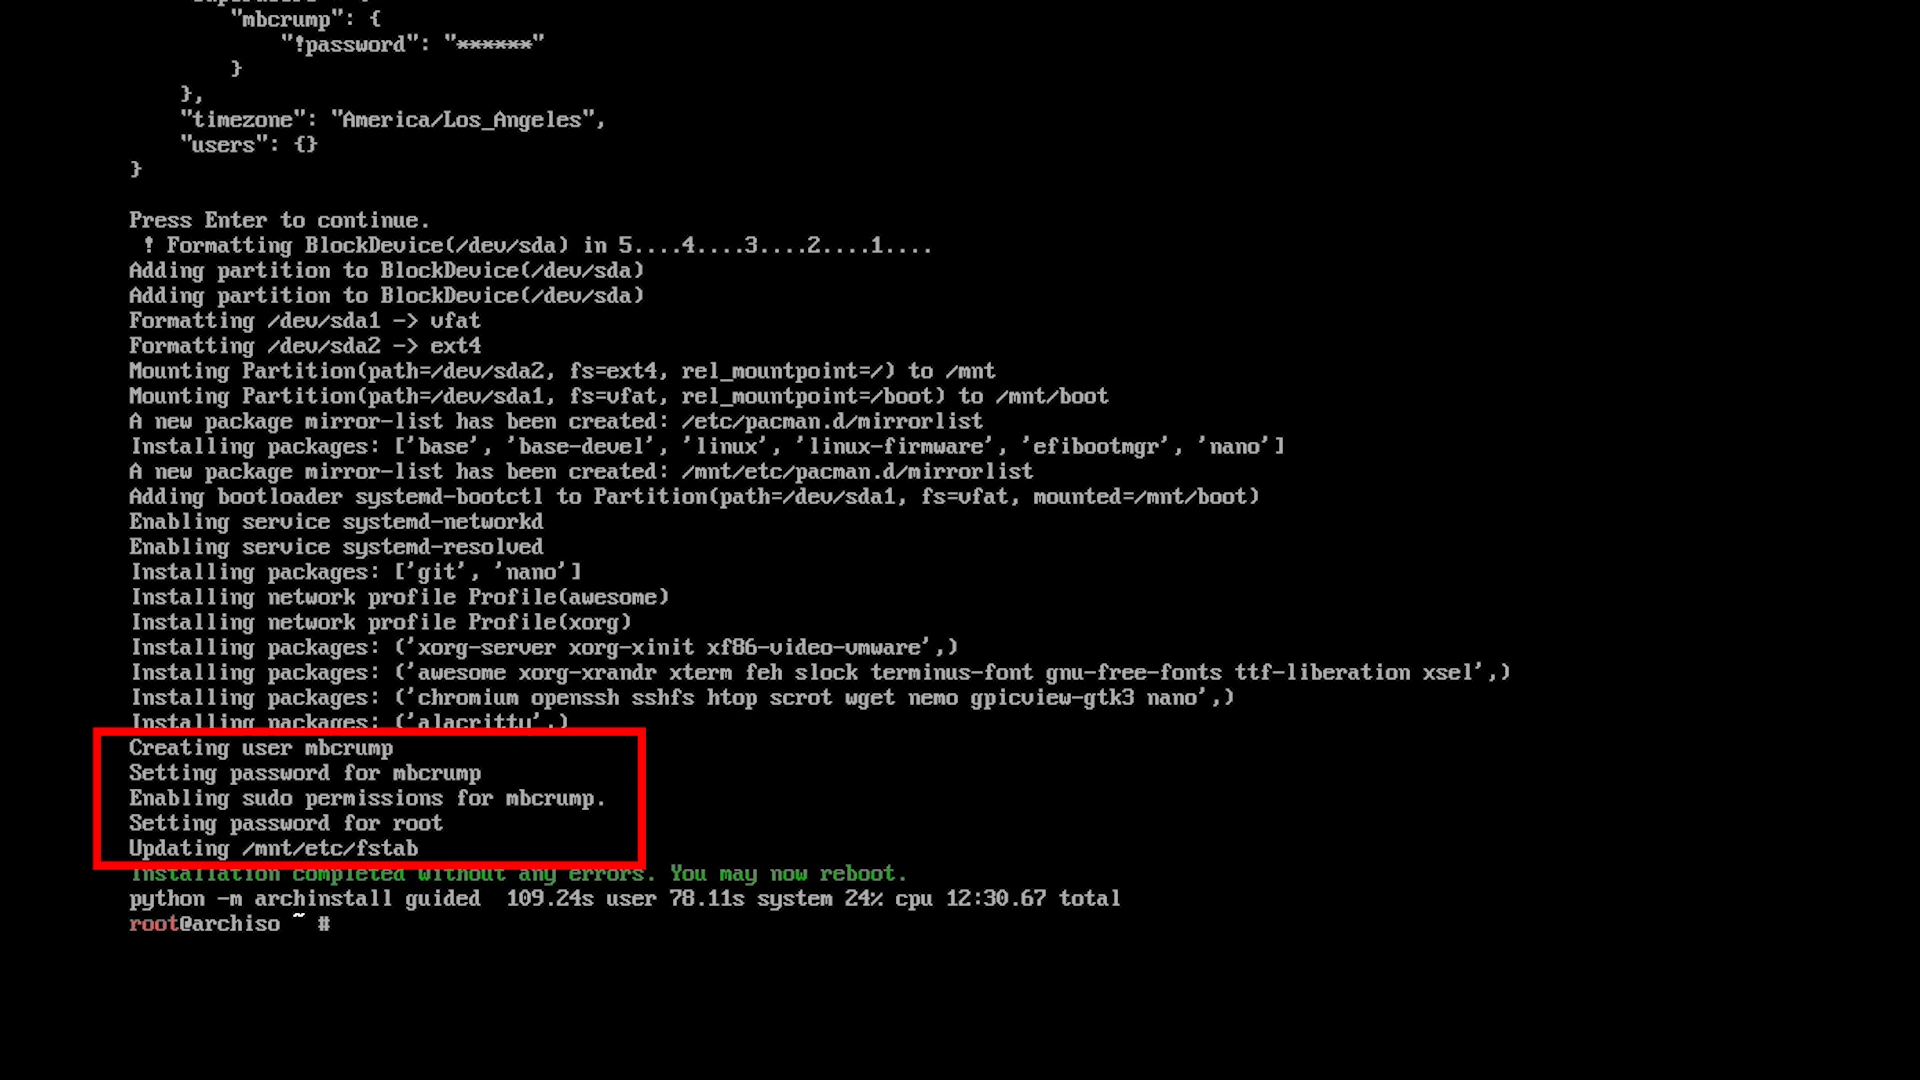 "mbcrump": {
"!password": "******"
}
},
"timezone": "America/Los_Angeles",
"users": {}
}
Press Enter to continue.
! Formatting BlockDevice(/dev/sda) in 5....4....3....2....1....
Adding partition to BlockDevice(/dev/sda)
Adding partition to BlockDevice(/dev/sda)
Formatting /dev/sda1 -> vfat
Formatting /dev/sda2 -> ext4
Mounting Partition(path=/dev/sda2, fs=ext4, rel_mountpoint=/) to /mnt
Mounting Partition(path=/dev/sda1, fs=vfat, rel_mountpoint=/boot) to /mnt/boot
A new package mirror-list has been created: /etc/pacman.d/mirrorlist
Installing packages: ['base', 'base-devel', 'linux', 'linux-firmware', 'efibootmgr', 'nano']
A new package mirror-list has been created: /mnt/etc/pacman.d/mirrorlist
Adding bootloader systemd-bootctl to Partition(path=/dev/sda1, fs=vfat, mounted=/mnt/boot)
Enabling service systemd-networkd
Enabling service systemd-resolved
Installing packages: ['git', 'nano']
Installing network profile Profile(awesome)
Installing network profile Profile(xorg)
Installing packages: ('xorg-server xorg-xinit xf86-video-vmware',)
Installing packages: ('awesome xorg-xrandr xterm feh slock terminus-font gnu-free-fonts ttf-liberation xsel',)
Installing packages: ('chromium openssh sshfs htop scrot wget nemo gpicview-gtk3 nano',)
Installing packages: ('alacritty',)
Creating user mbcrump
Setting password for mbcrump
Enabling sudo permissions for mbcrump.
Setting password for root
Updating /mnt/etc/fstab
Installation completed without any errors. You may now reboot.
python -m archinstall guided  109.24s user 78.11s system 24% cpu 12:30.67 total
root@archiso ~ #